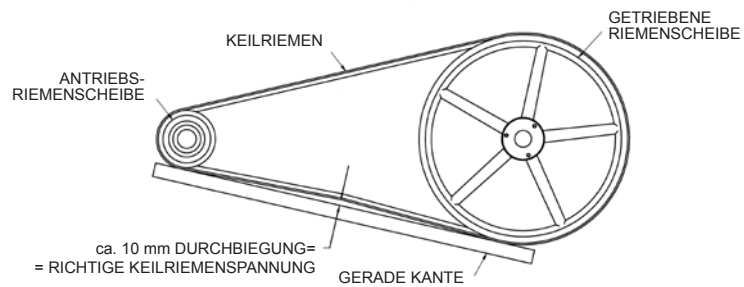 GETRIEBENE
RIEMENSCHEIBE
KEILRIEMEN
ANTRIEBS-
RIEMENSCHEIBE
ca. 10 mm DURCHBIEGUNG=
= RICHTIGE KEILRIEMENSPANNUNG
GERADE KANTE